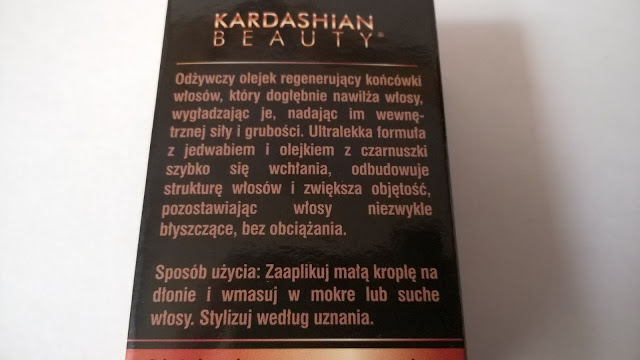 KARDASHIAN
BEAUTY®
Odżywczy olejek regenerujący końcówki
włosów, który dogłębnie nawilża włosy,
wygładzając je, nadając im wewnę-
trznej siły i grubości. Ultralekka formuła
z jedwabiem i olejkiem z czarnuszki
szybko się wchłania, odbudowuje
strukturę włosów i zwiększa objętość,
pozostawiając włosy niezwykle
błyszczące, bez obciążania.
Sposób użycia: Zaaplikuj małą kroplę na
dłonie i wmasuj w mokre lub suche
włosy. Stylizuj według uznania.